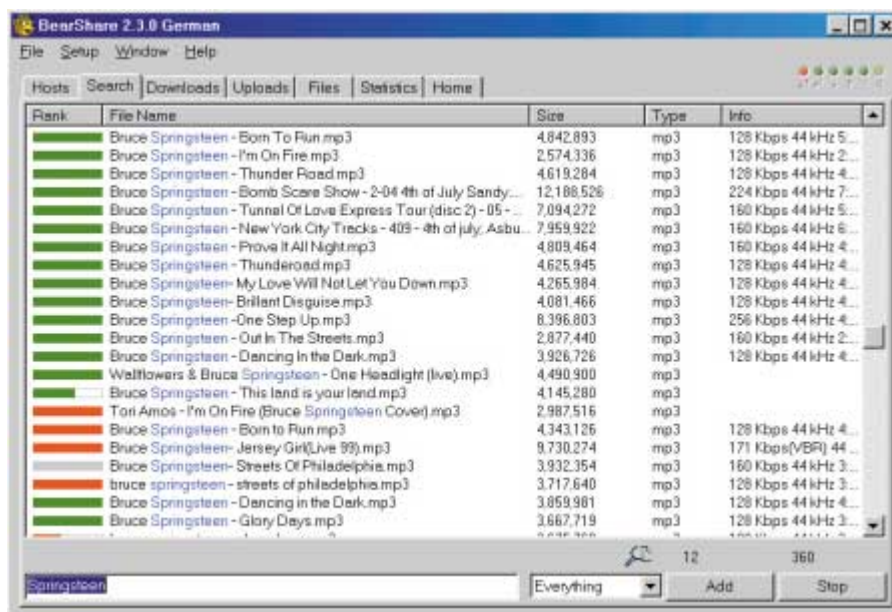 BearShare 2.3.0 German
File Setup Window Help
Hosts Search Downloads Uploads Files Statistics Home
Rank File Name Size Type Info
Bruce Springsteen - Born To Run.mp3 4,842,893 mp3 128 Kbps 44 kHz 5:...
Bruce Springsteen - I'm On Fire.mp3 2,574,336 mp3 128 Kbps 44 kHz 2:...
Bruce Springsteen - Thunder Road.mp3 4,619,284 mp3 128 Kbps 44 kHz 4:...
Bruce Springsteen - Bomb Scare Show - 2-04 4th of July Sandy:... 12,188,526 mp3 224 Kbps 44 kHz 7:...
Bruce Springsteen - Tunnel Of Love Express Tour (disc 2) - 05 - ... 7,094,272 mp3 160 Kbps 44 kHz 5:...
Bruce Springsteen - New York City Tracks - 409 - 4th of july, Asbu... 7,959,922 mp3 160 Kbps 44 kHz 6:...
Bruce Springsteen - Prove It All Night.mp3 4,809,464 mp3 160 Kbps 44 kHz 4:...
Bruce Springsteen - Thunderoad.mp3 4,625,945 mp3 128 Kbps 44 kHz 4:...
Bruce Springsteen- My Love Will Not Let You Down.mp3 4,265,984 mp3 128 Kbps 44 kHz 4:...
Bruce Springsteen- Brillant Disguise.mp3 4,081,466 mp3 128 Kbps 44 kHz 4:...
Bruce Springsteen -One Step Up.mp3 8,396,803 mp3 256 Kbps 44 kHz 4:...
Bruce Springsteen - Out In The Streets.mp3 2,877,440 mp3 160 Kbps 44 kHz 2:...
Bruce Springsteen - Dancing In the Dark.mp3 3,926,726 mp3 128 Kbps 44 kHz 4:...
Wallflowers & Bruce Springsteen - One Headlight (live).mp3 4,490,900 mp3
Bruce Springsteen - This land is your land.mp3 4,145,280 mp3
Tori Amos - I'm On Fire (Bruce Springsteen Cover).mp3 2,987,516 mp3
Bruce Springsteen - Born to Run.mp3 4,343,126 mp3 128 Kbps 44 kHz 4:...
Bruce Springsteen- Jersey Girl(Live 99).mp3 9,730,274 mp3 171 Kbps(VBR) 44 ...
Bruce Springsteen- Streets Of Philadelphia.mp3 3,932,354 mp3 160 Kbps 44 kHz 3:...
bruce springsteen - streets of philadelphia.mp3 3,717,640 mp3 128 Kbps 44 kHz 3:...
Bruce Springsteen - Dancing in the Dark.mp3 3,859,981 mp3 128 Kbps 44 kHz 4:...
Bruce Springsteen - Glory Days.mp3 3,667,719 mp3 128 Kbps 44 kHz 3:...
12 360
Springsteen Everything Add Stop